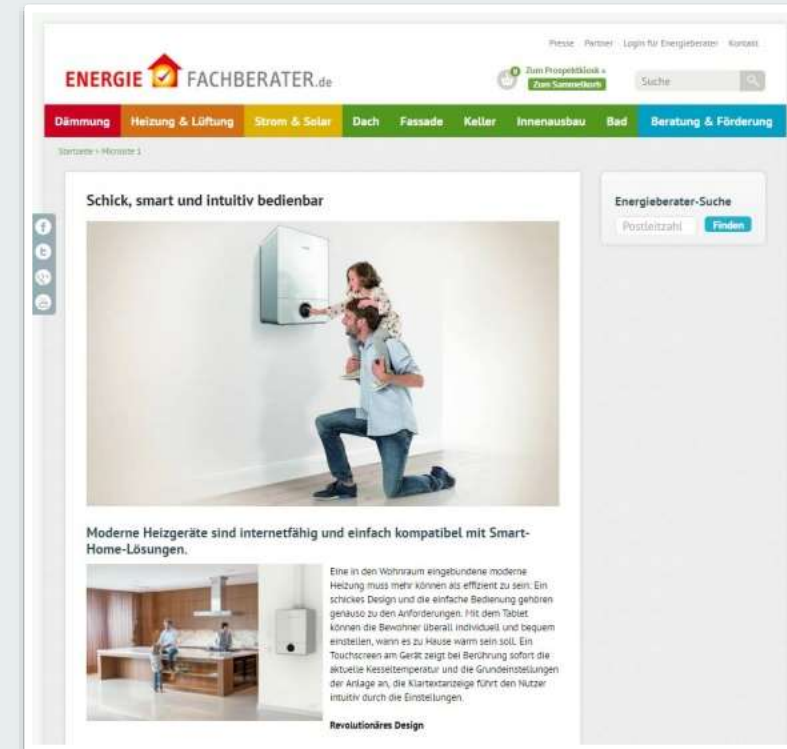 Presse Partner Login für Energieberater Kontakt
ENERGIE FACHBERATER.de
0 Zum Prospektkiosk »
Zum Sammelkorb
Suche
Dämmung Heizung & Lüftung Strom & Solar Dach Fassade Keller Innenausbau Bad Beratung & Förderung
Startseite » Microsite 1
Schick, smart und intuitiv bedienbar
Energieberater-Suche
Postleitzahl Finden
Moderne Heizgeräte sind internetfähig und einfach kompatibel mit Smart-
Home-Lösungen.
Eine in den Wohnraum eingebundene moderne
Heizung muss mehr können als effizient zu sein: Ein
schickes Design und die einfache Bedienung gehören
genauso zu den Anforderungen. Mit dem Tablet
können die Bewohner überall individuell und bequem
einstellen, wann es zu Hause warm sein soll. Ein
Touchscreen am Gerät zeigt bei Berührung sofort die
aktuelle Kesseltemperatur und die Grundeinstellungen
der Anlage an, die Klartextanzeige führt den Nutzer
intuitiv durch die Einstellungen.
Revolutionäres Design